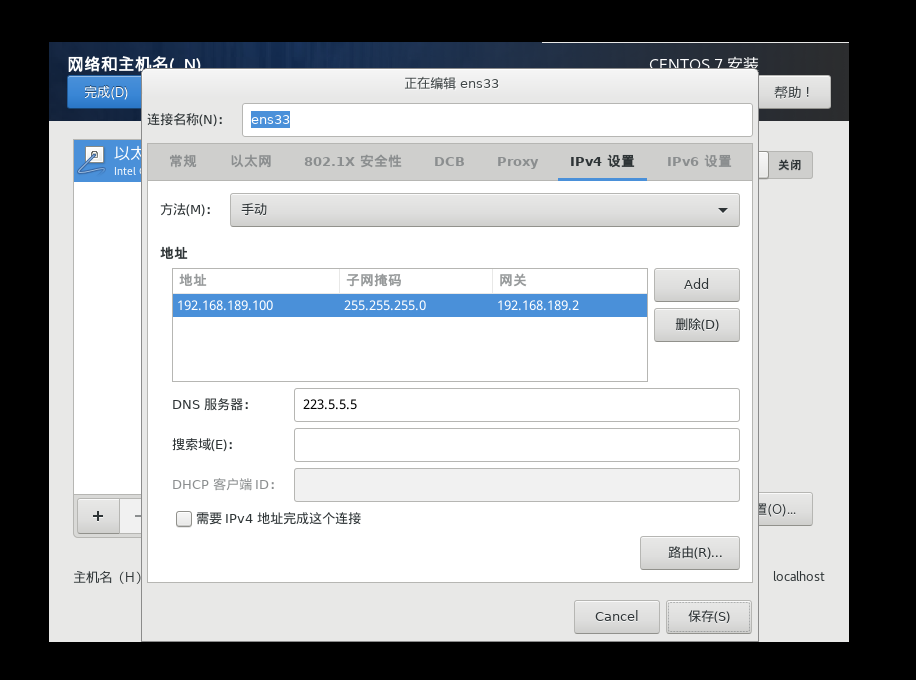 网络和主机名(_N)
CENTOS 7 安装
完成(D)
帮助！
正在编辑 ens33
连接名称(N)： ens33
以太
Intel
关闭
常规 以太网 802.1X 安全性 DCB Proxy IPv4 设置 IPv6 设置
方法(M)： 手动
地址
地址 子网掩码 网关
192.168.189.100 255.255.255.0 192.168.189.2
Add
删除(D)
DNS 服务器： 223.5.5.5
搜索域(E)：
DHCP 客户端 ID：
需要 IPv4 地址完成这个连接
+ −
置(O)...
路由(R)...
主机名（H）
localhost
Cancel 保存(S)